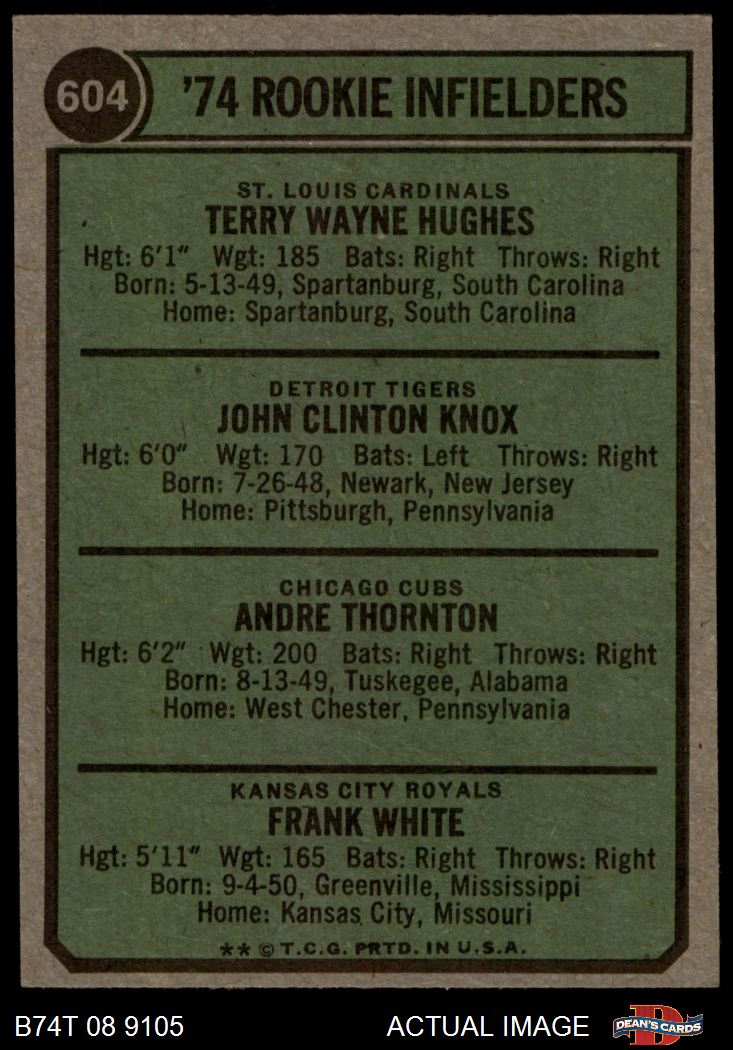 604
'74 ROOKIE INFIELDERS
ST. LOUIS CARDINALS
TERRY WAYNE HUGHES
Hgt: 6'1" Wgt: 185 Bats: Right Throws: Right
Born: 5-13-49, Spartanburg, South Carolina
Home: Spartanburg, South Carolina
DETROIT TIGERS
JOHN CLINTON KNOX
Hgt: 6'0" Wgt: 170 Bats: Left Throws: Right
Born: 7-26-48, Newark, New Jersey
Home: Pittsburgh, Pennsylvania
CHICAGO CUBS
ANDRE THORNTON
Hgt: 6'2" Wgt: 200 Bats: Right Throws: Right
Born: 8-13-49, Tuskegee, Alabama
Home: West Chester, Pennsylvania
KANSAS CITY ROYALS
FRANK WHITE
Hgt: 5'11" Wgt: 165 Bats: Right Throws: Right
Born: 9-4-50, Greenville, Mississippi
Home: Kansas City, Missouri
** © T.C.G. PRTD. IN U.S.A.
B74T 08 9105 ACTUAL IMAGE
D DEAN'S CARDS